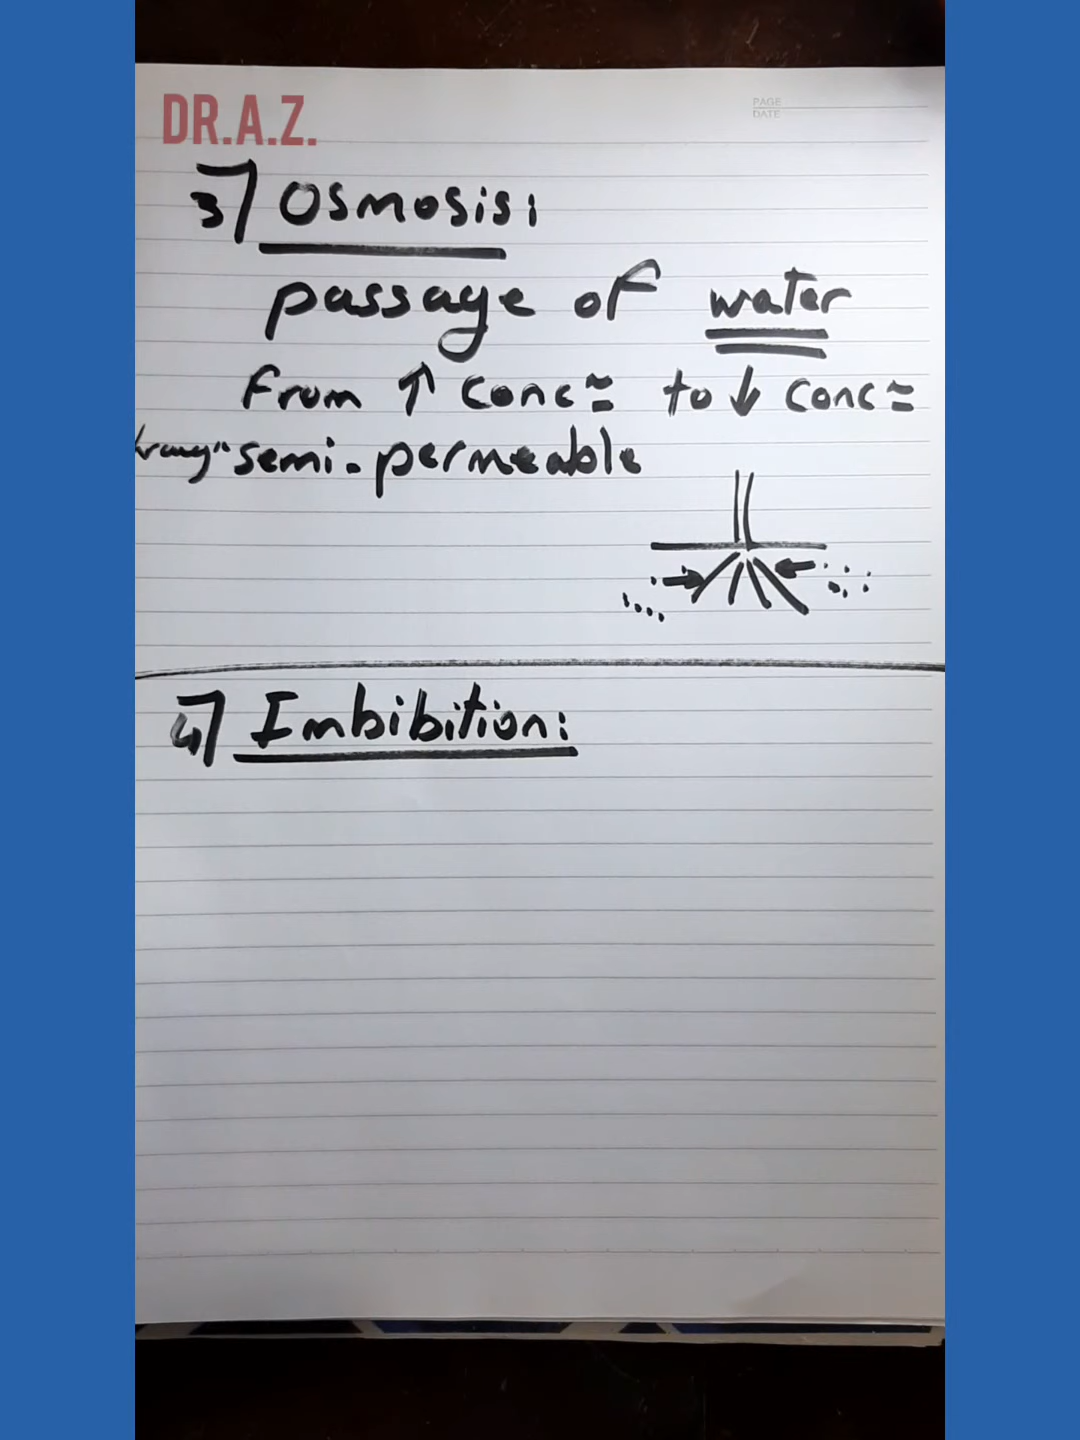 DR.A.Z.
PAGE
DATE
3] Osmosis:
passage of water
From ↑ conc≃ to ↓ conc≃
semi-permeable
4] Imbibition: